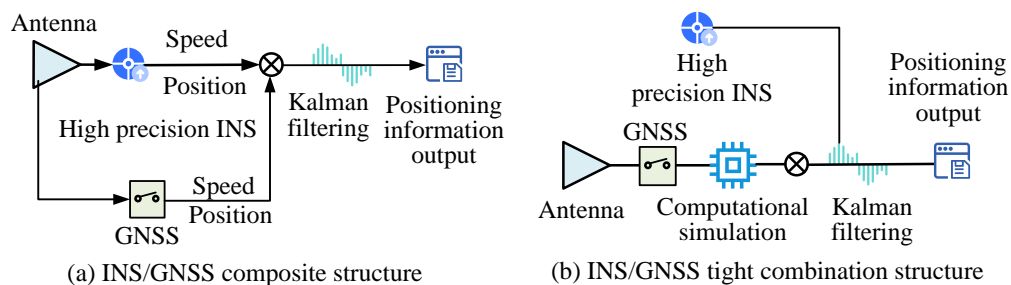 Antenna
Speed
Position
High precision INS
Kalman
filtering
Positioning
information
output
Speed
Position
GNSS
(a) INS/GNSS composite structure
High
precision INS
Positioning
information
output
GNSS
Antenna
Computational
simulation
Kalman
filtering
(b) INS/GNSS tight combination structure